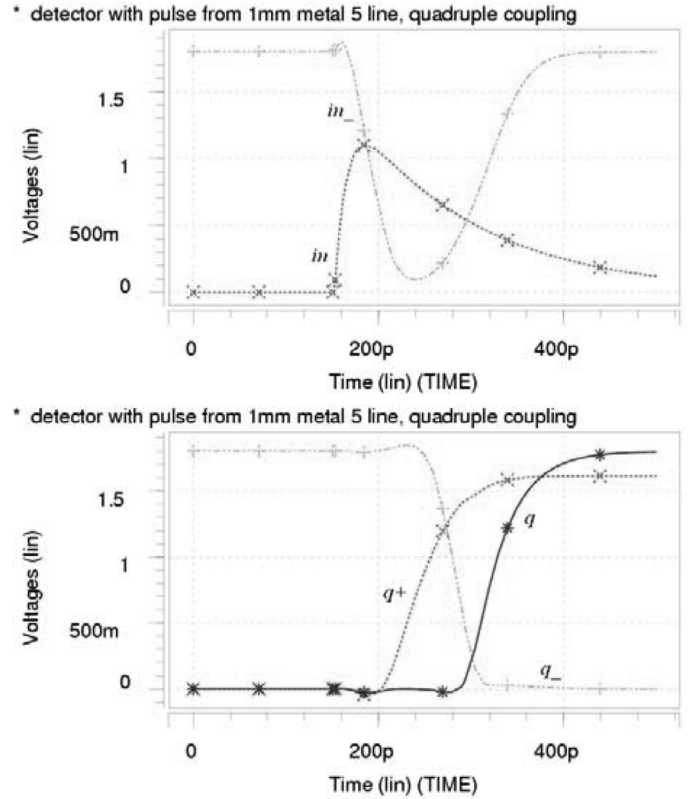 * detector with pulse from 1mm metal 5 line, quadruple coupling
Voltages (lin)
1.5
1
500m
0
in_
in
0
200p
400p
Time (lin) (TIME)
* detector with pulse from 1mm metal 5 line, quadruple coupling
Voltages (lin)
1.5
1
500m
0
q+
q
q_
0
200p
400p
Time (lin) (TIME)